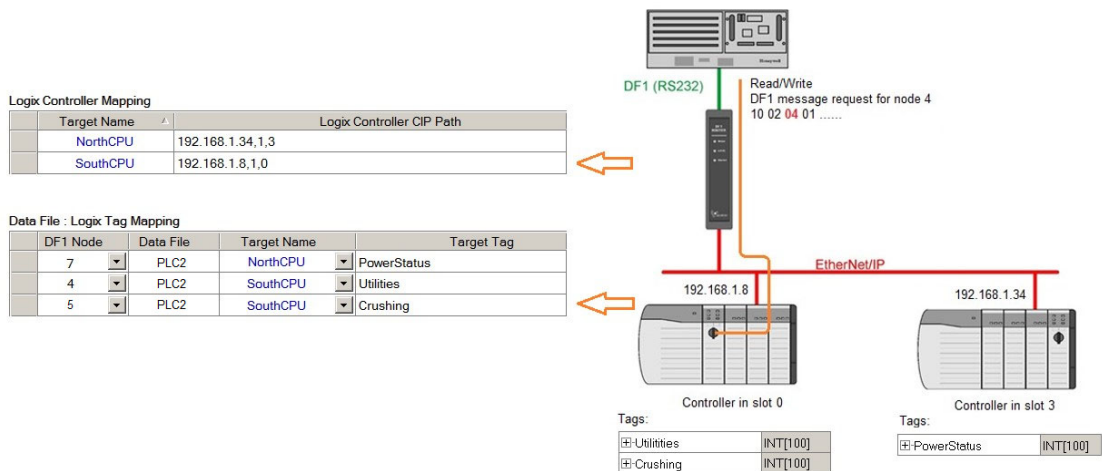 Logix Controller Mapping
Target Name Logix Controller CIP Path
NorthCPU 192.168.1.34,1,3
SouthCPU 192.168.1.8,1,0
Data File : Logix Tag Mapping
DF1 Node Data File Target Name Target Tag
7 PLC2 NorthCPU PowerStatus
4 PLC2 SouthCPU Utilities
5 PLC2 SouthCPU Crushing
Honeywell
DF1 (RS232)
Read/Write
DF1 message request for node 4
10 02 04 01 ......
EtherNet/IP
192.168.1.8
192.168.1.34
Controller in slot 0
Controller in slot 3
Tags:
Utilitities INT[100]
Crushing INT[100]
Tags:
PowerStatus INT[100]